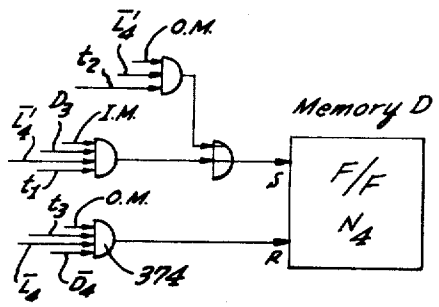 O.M.
L̄'4
t2
Memory D
D3
I.M.
L̄'4
t1
S
F/F
N4
t3
O.M.
R
L̄4
D̄4
374